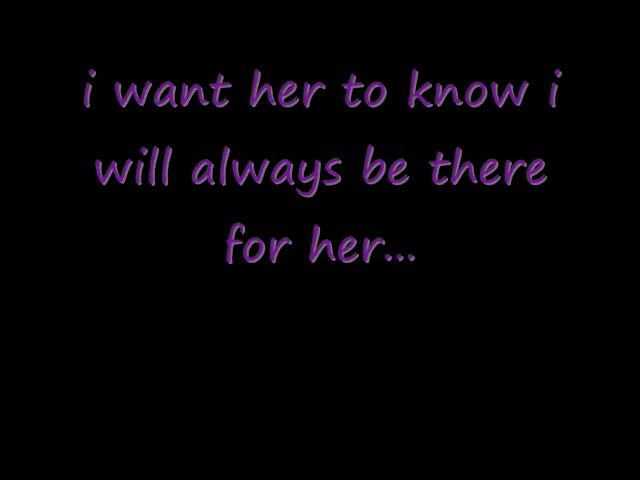 i want her to know i
will always be there
for her...